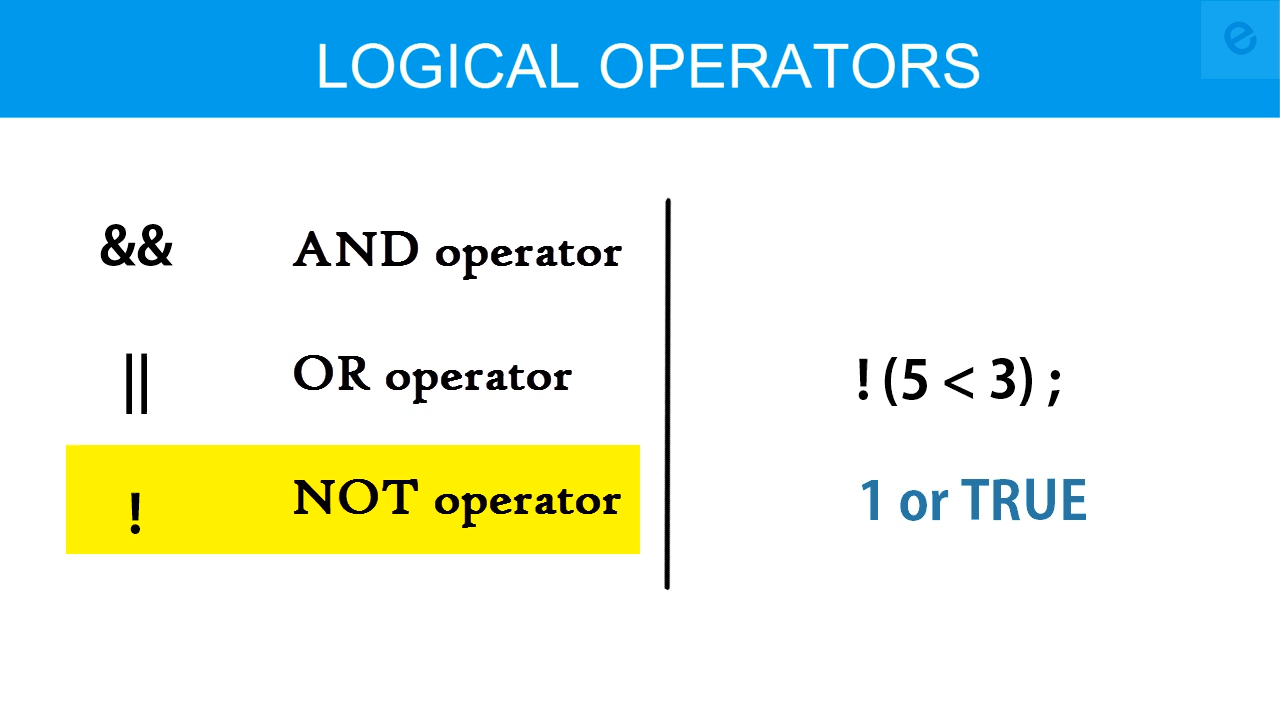 LOGICAL OPERATORS
e
&& AND operator
|| OR operator
! NOT operator
! (5 < 3) ;
1 or TRUE